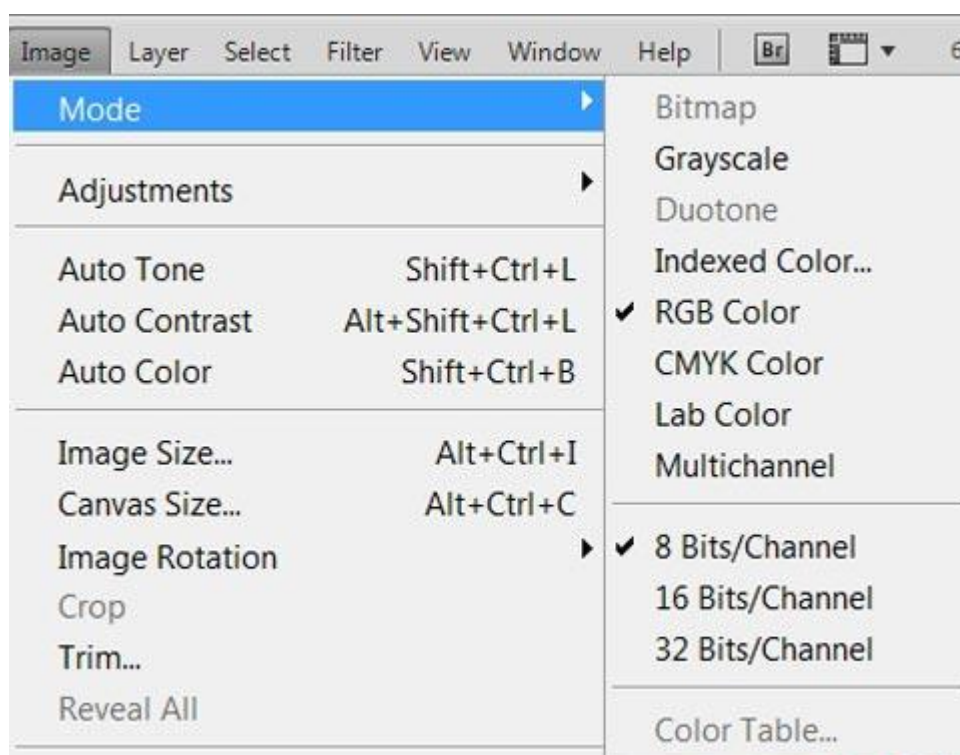 Image Layer Select Filter View Window Help Br 6
Mode
Adjustments
Auto Tone Shift+Ctrl+L
Auto Contrast Alt+Shift+Ctrl+L
Auto Color Shift+Ctrl+B
Image Size... Alt+Ctrl+I
Canvas Size... Alt+Ctrl+C
Image Rotation
Crop
Trim...
Reveal All
Bitmap
Grayscale
Duotone
Indexed Color...
RGB Color
CMYK Color
Lab Color
Multichannel
8 Bits/Channel
16 Bits/Channel
32 Bits/Channel
Color Table...